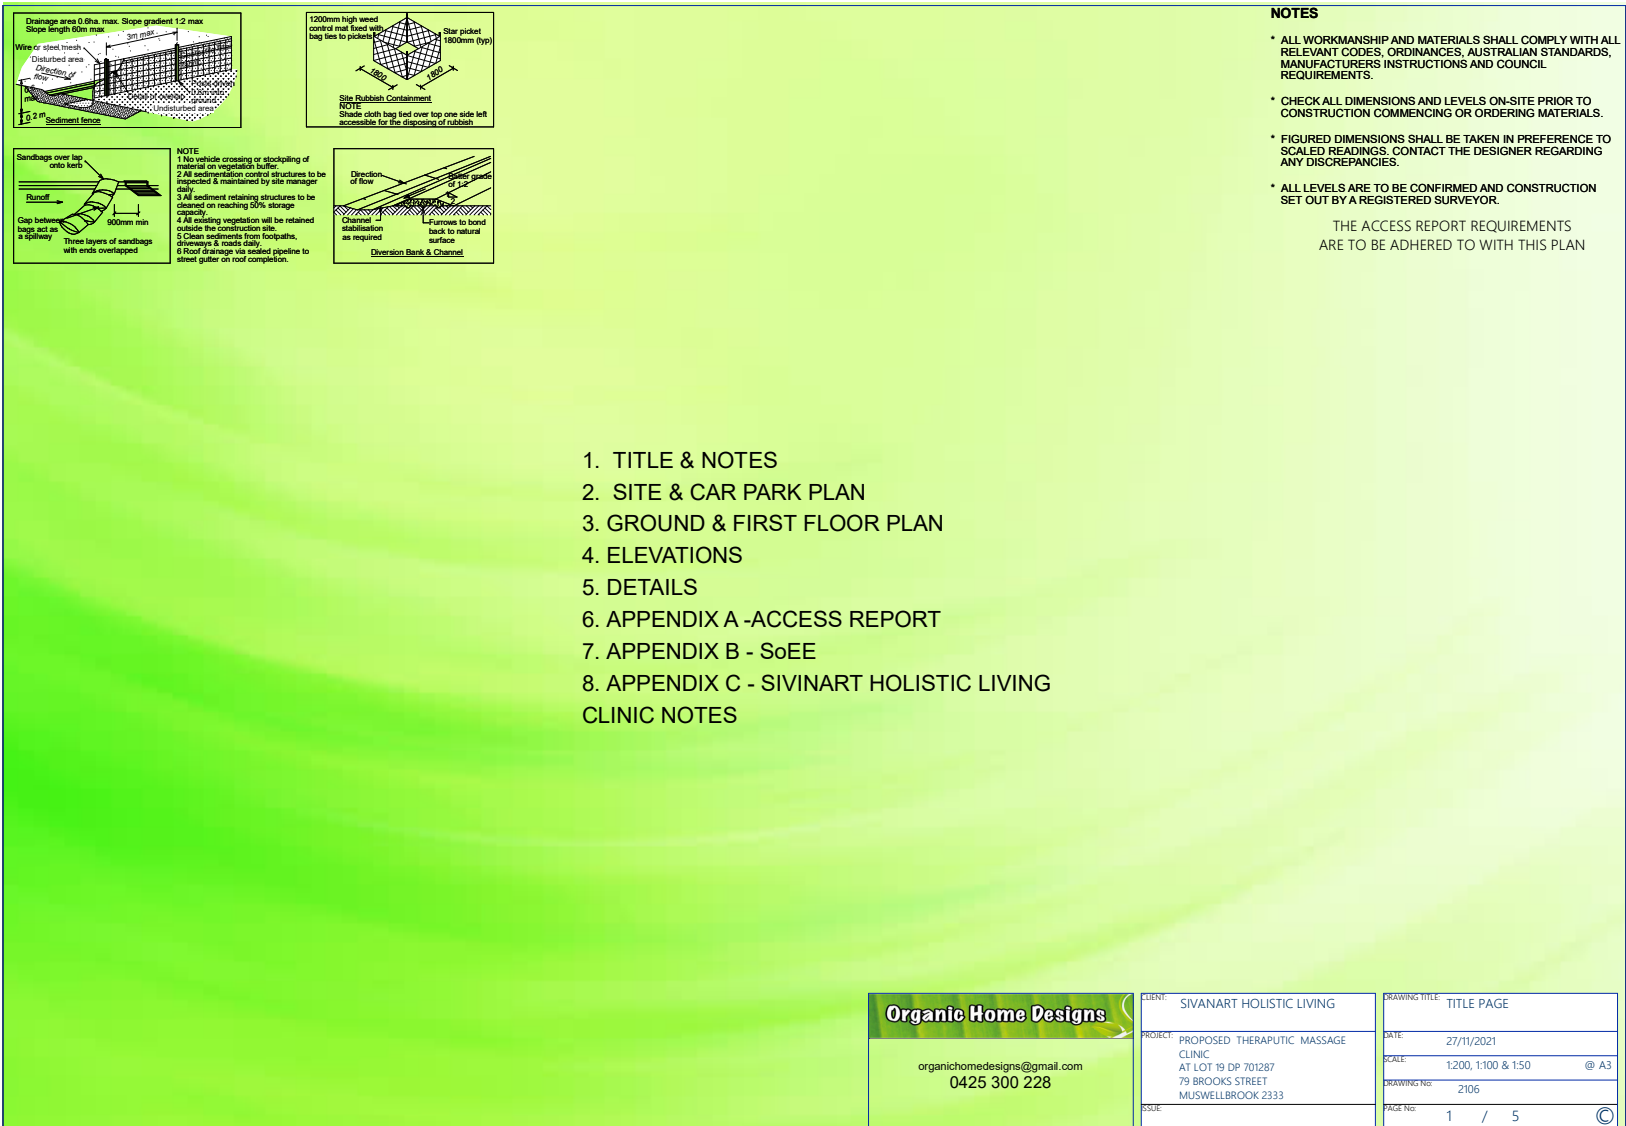 Drainage area 0.6ha. max. Slope gradient 1:2 max
Slope length 60m max
3m max
Wire or steel mesh
Disturbed area
Direction of
flow
Undisturbed area
0.2 m
Sediment fence
1200mm high weed
control mat fixed with
bag ties to pickets
Star picket
1800mm (typ)
1800
1800
Site Rubbish Containment
NOTE
Shade cloth bag tied over top one side left
accessible for the disposing of rubbish
Sandbags over lap
onto kerb
Runoff
Gap between
bags act as
a spillway
900mm min
Three layers of sandbags
with ends overlapped
NOTE
1 No vehicle crossing or stockpiling of
material on vegetation buffer.
2 All sedimentation control structures to be
inspected & maintained by site manager
daily.
3 All sediment retaining structures to be
cleaned on reaching 50% storage
capacity.
4 All existing vegetation will be retained
outside the construction site.
5 Clean sediments from footpaths,
driveways & roads daily.
6 Roof drainage via sealed pipeline to
street gutter on roof completion.
Direction
of flow
Batter grade
of 1:2
Channel
stabilisation
as required
Furrows to bond
back to natural
surface
Diversion Bank & Channel
NOTES
* ALL WORKMANSHIP AND MATERIALS SHALL COMPLY WITH ALL
RELEVANT CODES, ORDINANCES, AUSTRALIAN STANDARDS,
MANUFACTURERS INSTRUCTIONS AND COUNCIL
REQUIREMENTS.
* CHECK ALL DIMENSIONS AND LEVELS ON-SITE PRIOR TO
CONSTRUCTION COMMENCING OR ORDERING MATERIALS.
* FIGURED DIMENSIONS SHALL BE TAKEN IN PREFERENCE TO
SCALED READINGS. CONTACT THE DESIGNER REGARDING
ANY DISCREPANCIES.
* ALL LEVELS ARE TO BE CONFIRMED AND CONSTRUCTION
SET OUT BY A REGISTERED SURVEYOR.
THE ACCESS REPORT REQUIREMENTS
ARE TO BE ADHERED TO WITH THIS PLAN
1. TITLE & NOTES
2. SITE & CAR PARK PLAN
3. GROUND & FIRST FLOOR PLAN
4. ELEVATIONS
5. DETAILS
6. APPENDIX A -ACCESS REPORT
7. APPENDIX B - SoEE
8. APPENDIX C - SIVINART HOLISTIC LIVING
CLINIC NOTES
Organic Home Designs
organichomedesigns@gmail.com
0425 300 228
CLIENT: SIVANART HOLISTIC LIVING
PROJECT: PROPOSED THERAPUTIC MASSAGE
CLINIC
AT LOT 19 DP 701287
79 BROOKS STREET
MUSWELLBROOK 2333
ISSUE:
DRAWING TITLE: TITLE PAGE
DATE: 27/11/2021
SCALE: 1:200, 1:100 & 1:50 @ A3
DRAWING No: 2106
PAGE No: 1 / 5 ©